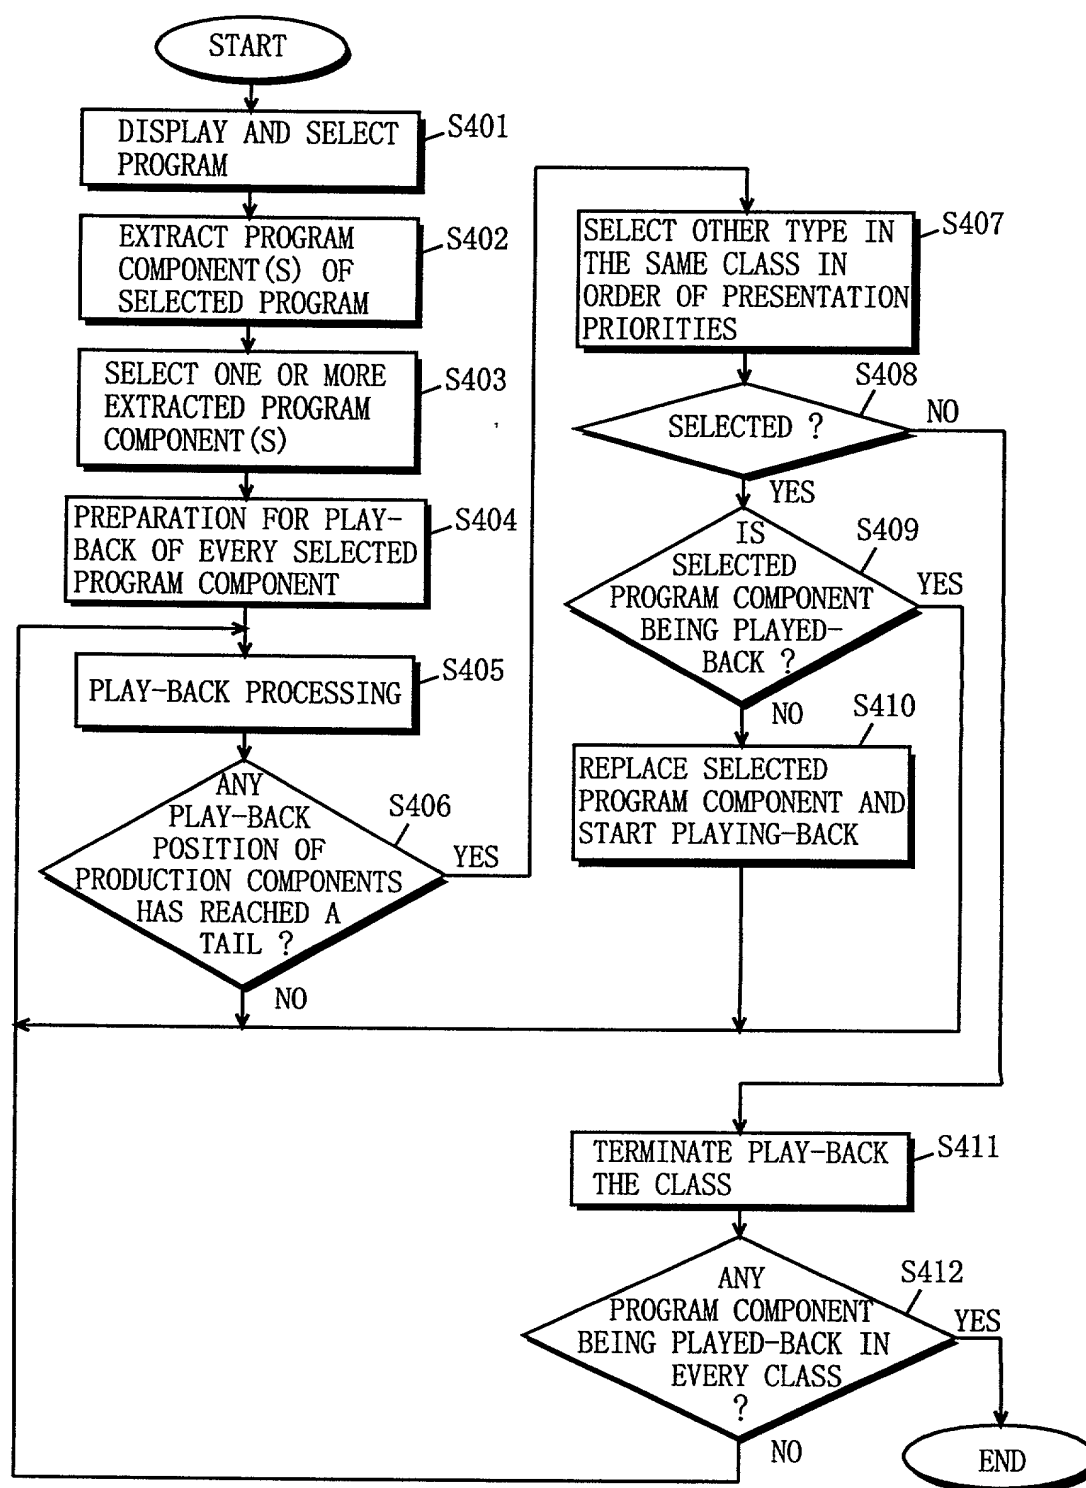 START
DISPLAY AND SELECT
PROGRAM
S401
EXTRACT PROGRAM
COMPONENT(S) OF
SELECTED PROGRAM
S402
SELECT ONE OR MORE
EXTRACTED PROGRAM
COMPONENT(S)
S403
PREPARATION FOR PLAY-
BACK OF EVERY SELECTED
PROGRAM COMPONENT
S404
PLAY-BACK PROCESSING
S405
ANY
PLAY-BACK
POSITION OF
PRODUCTION COMPONENTS
HAS REACHED A
TAIL ?
S406
YES
NO
SELECT OTHER TYPE IN
THE SAME CLASS IN
ORDER OF PRESENTATION
PRIORITIES
S407
SELECTED ?
S408
NO
YES
IS
SELECTED
PROGRAM COMPONENT
BEING PLAYED-
BACK ?
S409
YES
NO
REPLACE SELECTED
PROGRAM COMPONENT AND
START PLAYING-BACK
S410
TERMINATE PLAY-BACK
THE CLASS
S411
ANY
PROGRAM COMPONENT
BEING PLAYED-BACK IN
EVERY CLASS
?
S412
YES
NO
END